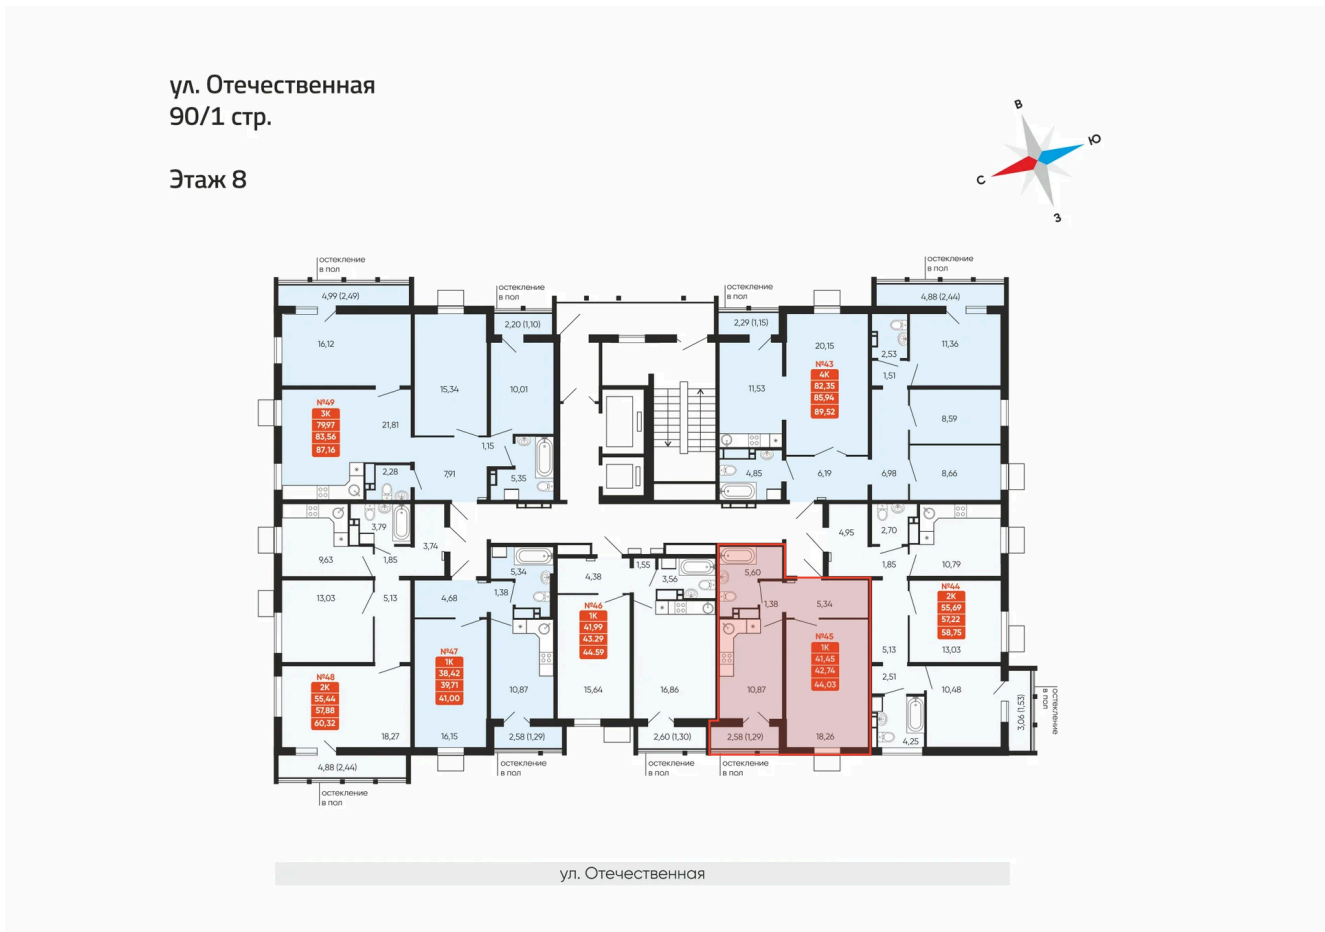 ул. Отечественная
90/1 стр.
Этаж 8
В
Ю
С
З
остекление
в пол
4,99 (2,49)
16,12
15,34
остекление
в пол
2,20 (1,10)
10,01
№49
3К
79,97
83,56
87,16
21,81
2,28
7,91
1,15
5,35
остекление
в пол
2,29 (1,15)
11,53
20,15
№43
4К
82,35
85,94
89,52
остекление
в пол
4,88 (2,44)
2,53
1,51
11,36
8,59
4,85
6,19
6,98
8,66
9,63
3,79
1,85
3,74
13,03
5,13
№48
2К
55,44
57,88
60,32
18,27
4,88 (2,44)
остекление
в пол
4,68
5,34
1,38
№47
1К
38,42
39,71
41,00
16,15
10,87
2,58 (1,29)
остекление
в пол
4,38
1,55
3,56
№46
1К
41,99
43.29
44.59
15,64
16,86
2,60 (1,30)
остекление
в пол
5,60
1,38
5,34
№45
1К
41,45
42,74
44,03
10,87
18,26
2,58 (1,29)
остекление
в пол
4,95
2,70
1,85
10,79
№44
2К
55,69
57,22
58,75
13,03
5,13
2,51
10,48
4,25
3,06 (1,53)
остекление
в пол
ул. Отечественная